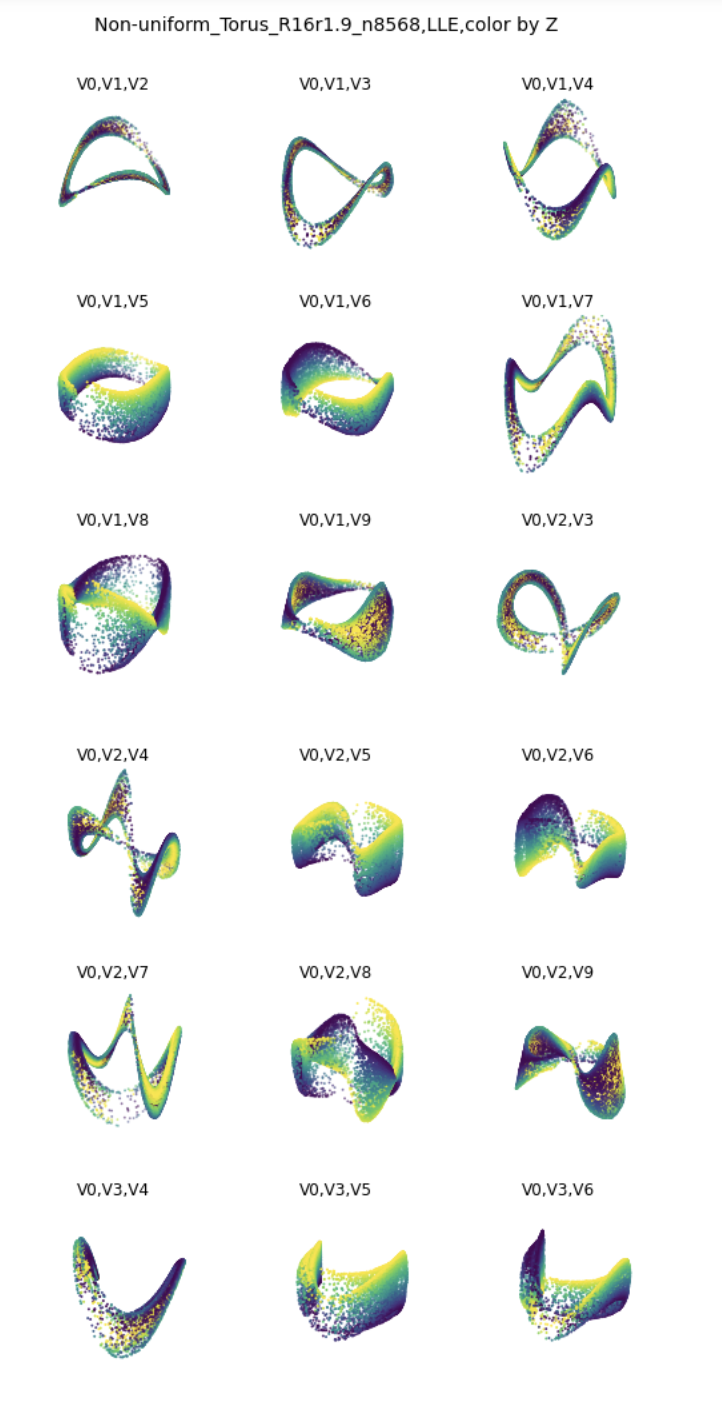 Non-uniform_Torus_R16r1.9_n8568,LLE,color by Z
V0,V1,V2
V0,V1,V3
V0,V1,V4
V0,V1,V5
V0,V1,V6
V0,V1,V7
V0,V1,V8
V0,V1,V9
V0,V2,V3
V0,V2,V4
V0,V2,V5
V0,V2,V6
V0,V2,V7
V0,V2,V8
V0,V2,V9
V0,V3,V4
V0,V3,V5
V0,V3,V6